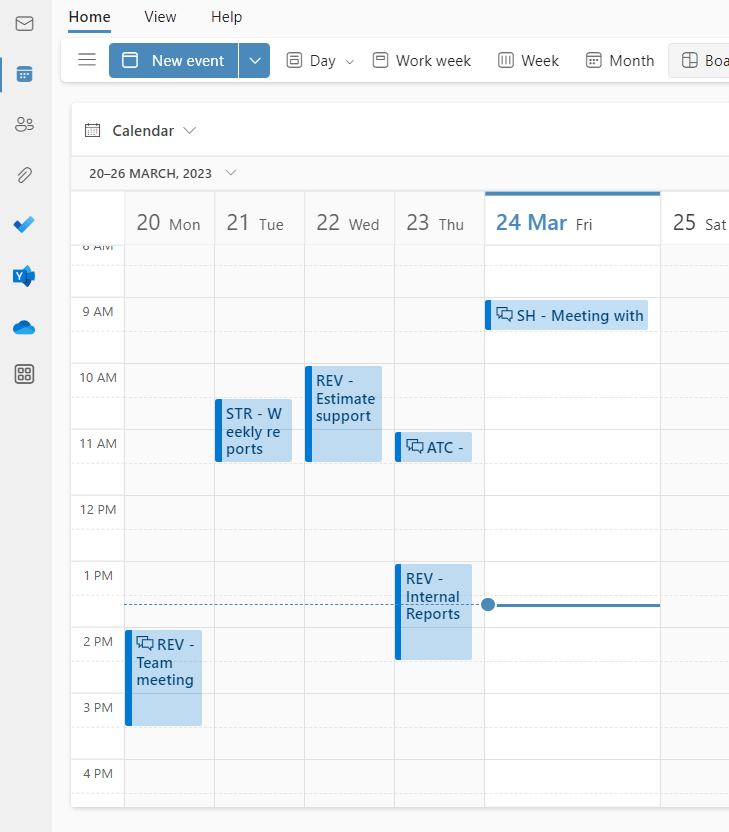 Home View Help
New event Day Work week Week Month Boa
Calendar
20–26 MARCH, 2023
20 Mon 21 Tue 22 Wed 23 Thu 24 Mar Fri 25 Sat
8 AM
9 AM
SH - Meeting with
10 AM
REV -
Estimate
support
STR - W
eekly re
ports
11 AM
ATC -
12 PM
1 PM
REV -
Internal
Reports
2 PM
REV -
Team
meeting
3 PM
4 PM